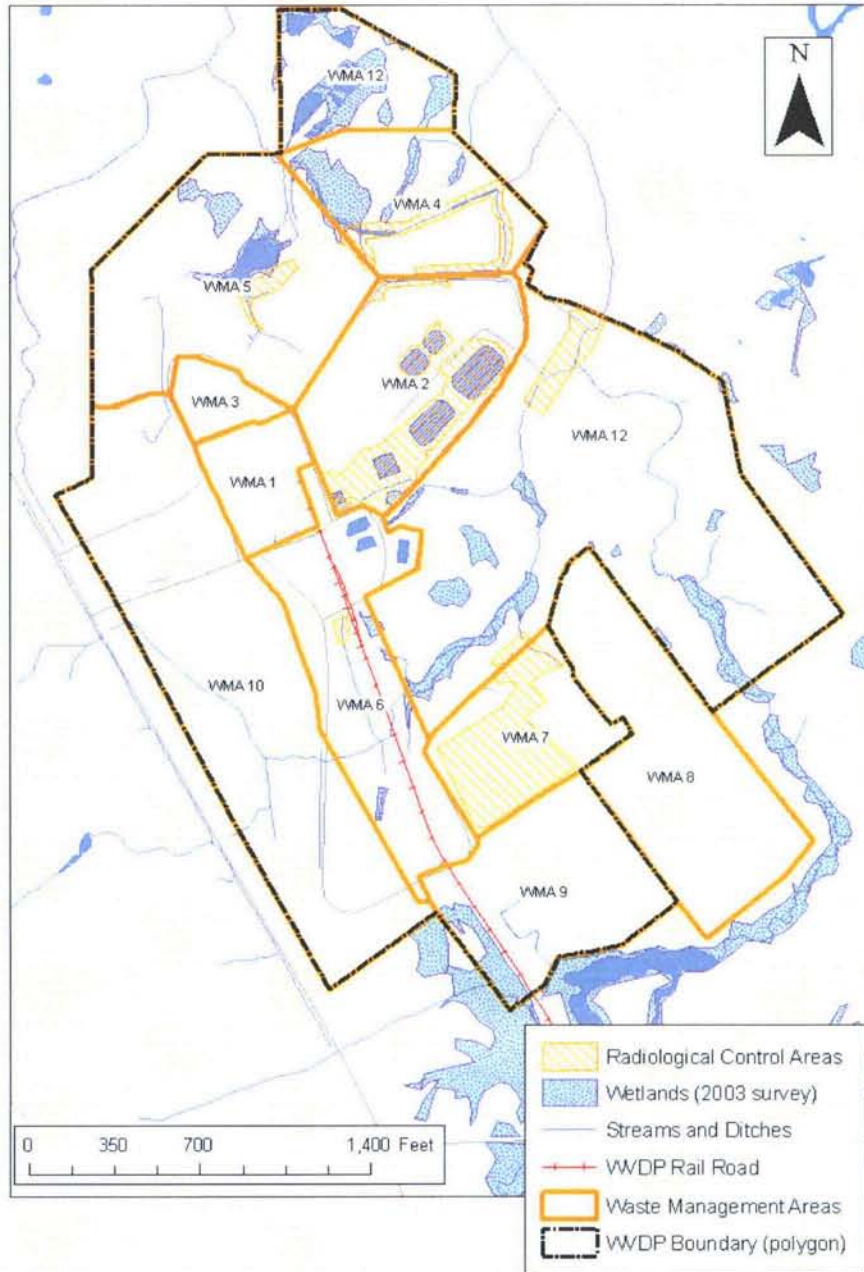 WMA 12
N
WMA 4
WMA 5
WMA 2
WMA 3
WMA 12
WMA 1
WMA 10
WMA 6
WMA 7
WMA 8
WMA 9
Radiological Control Areas
Wetlands (2003 survey)
Streams and Ditches
WVDP Rail Road
Waste Management Areas
WVDP Boundary (polygon)
0 350 700 1,400 Feet